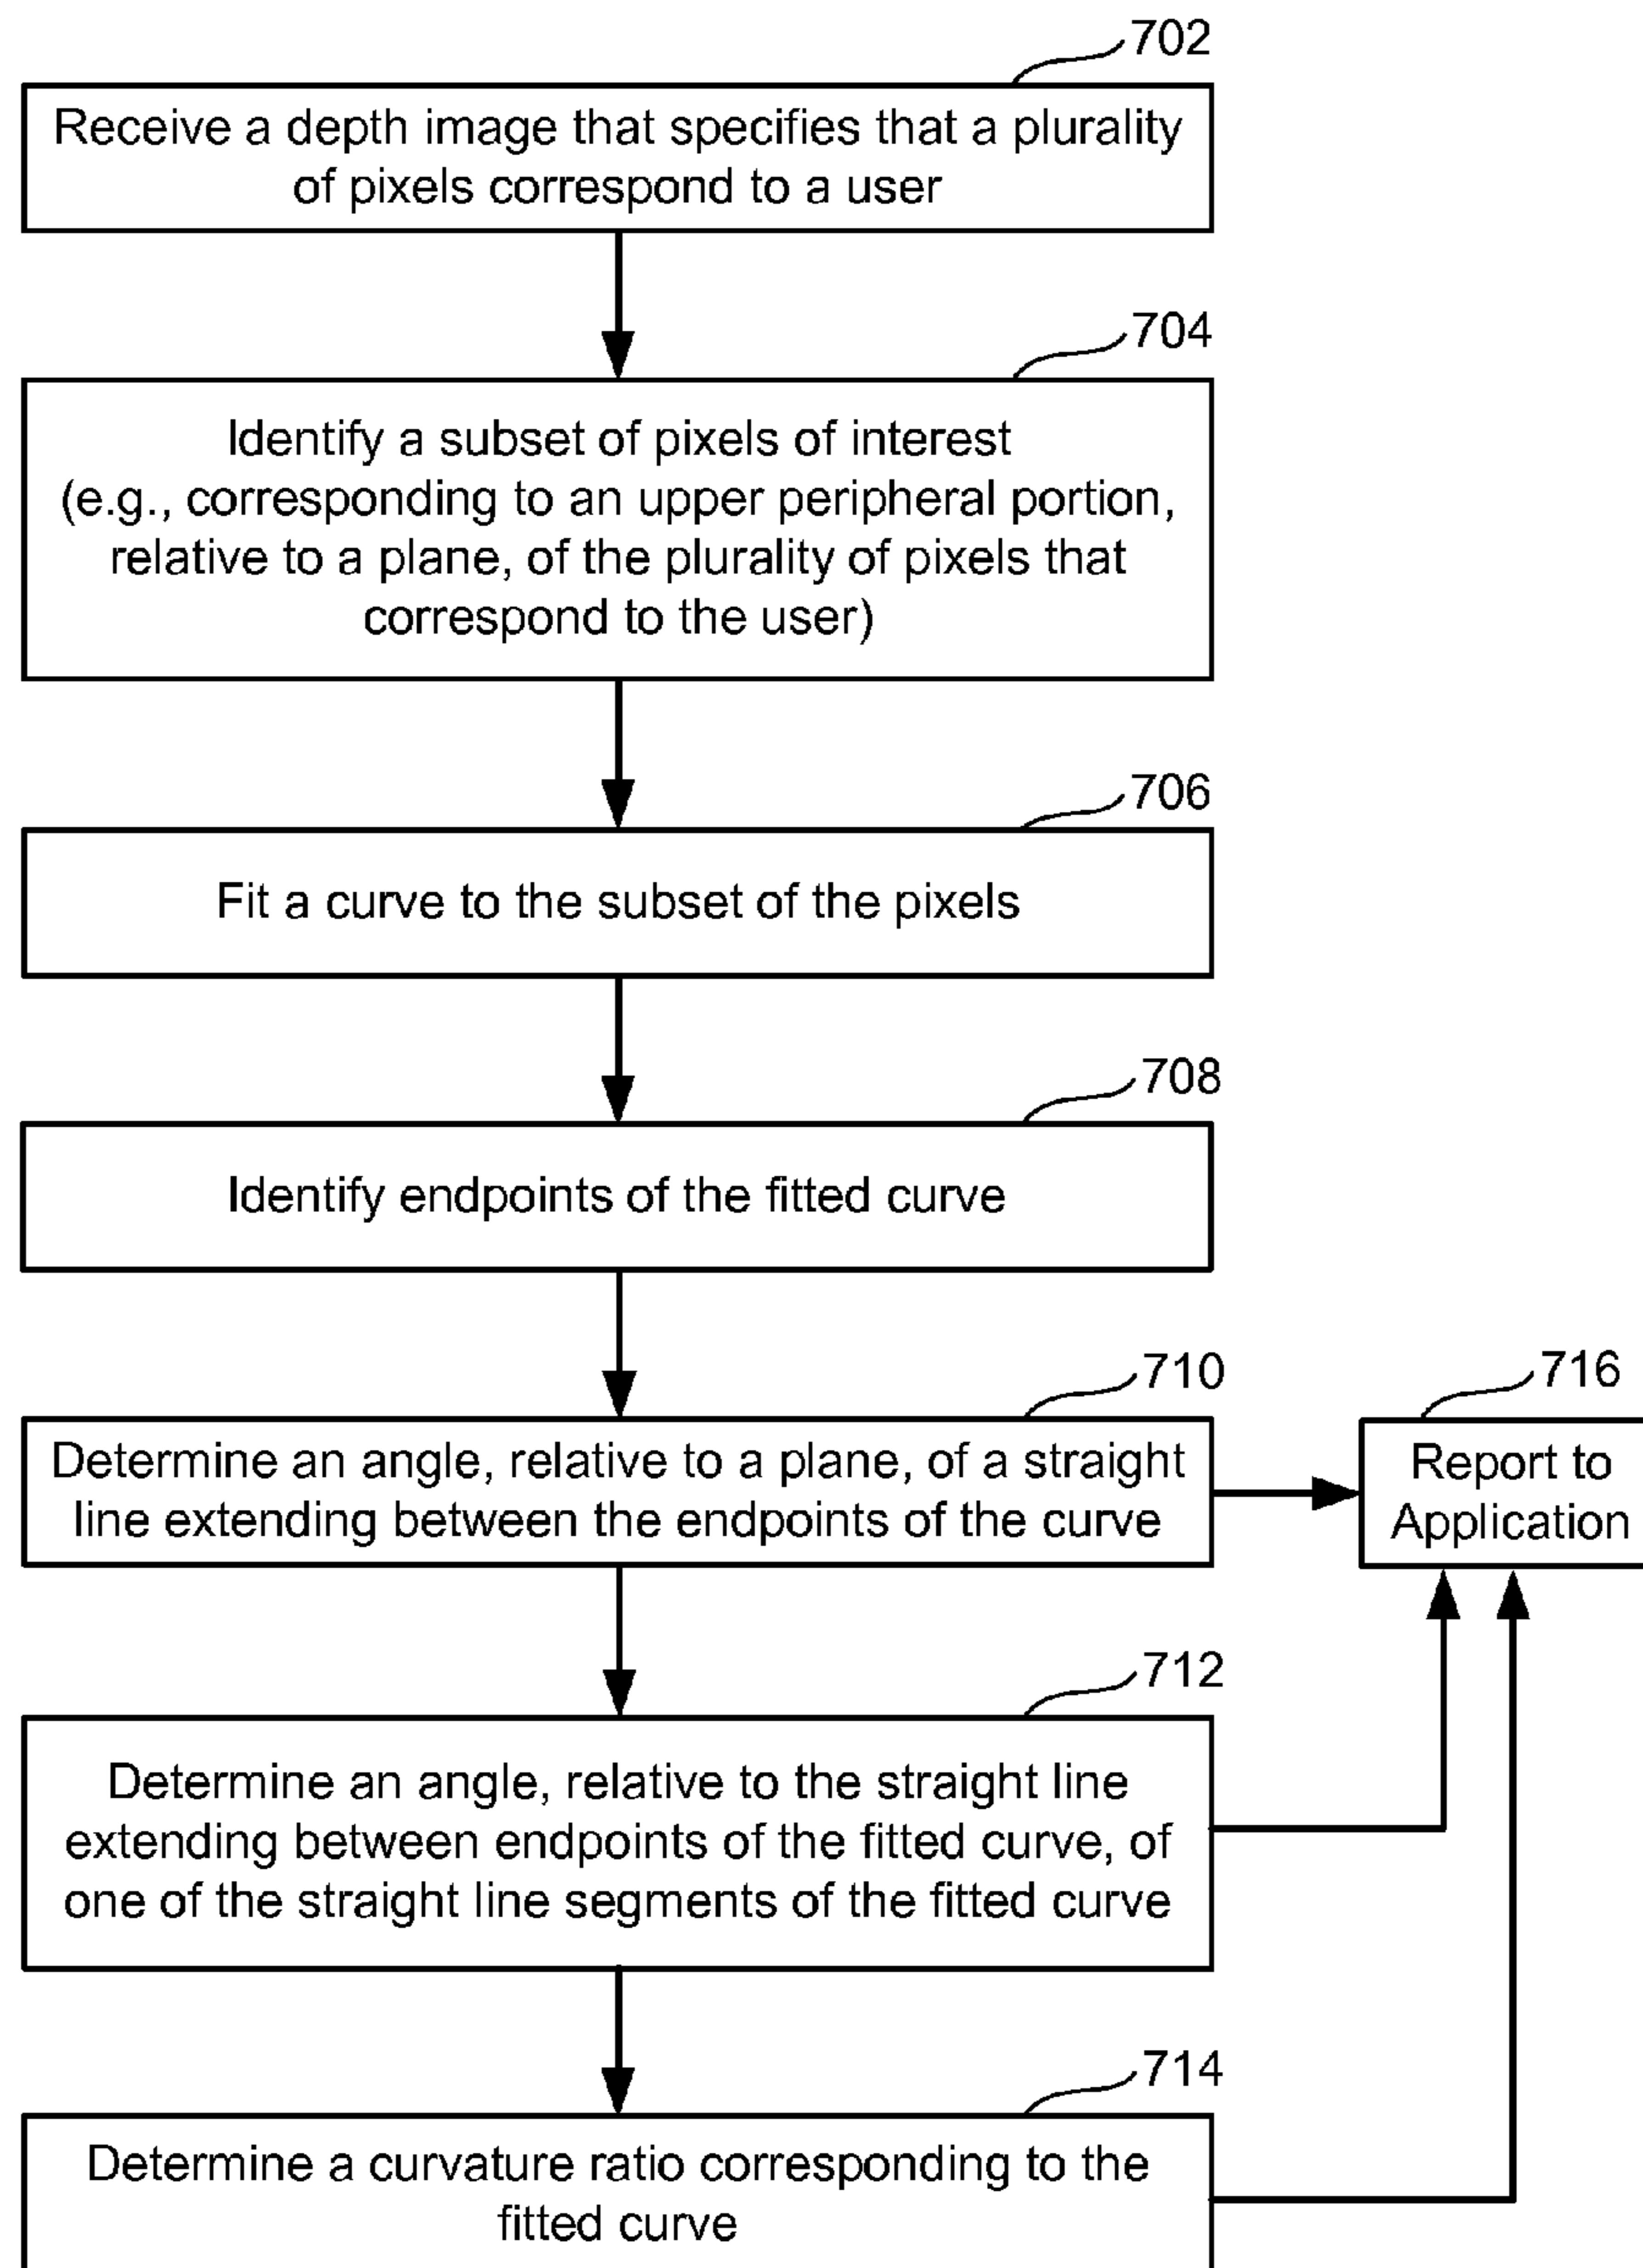 702
Receive a depth image that specifies that a plurality
of pixels correspond to a user
704
Identify a subset of pixels of interest
(e.g., corresponding to an upper peripheral portion,
relative to a plane, of the plurality of pixels that
correspond to the user)
706
Fit a curve to the subset of the pixels
708
Identify endpoints of the fitted curve
710
Determine an angle, relative to a plane, of a straight
line extending between the endpoints of the curve
716
Report to
Application
712
Determine an angle, relative to the straight line
extending between endpoints of the fitted curve, of
one of the straight line segments of the fitted curve
714
Determine a curvature ratio corresponding to the
fitted curve